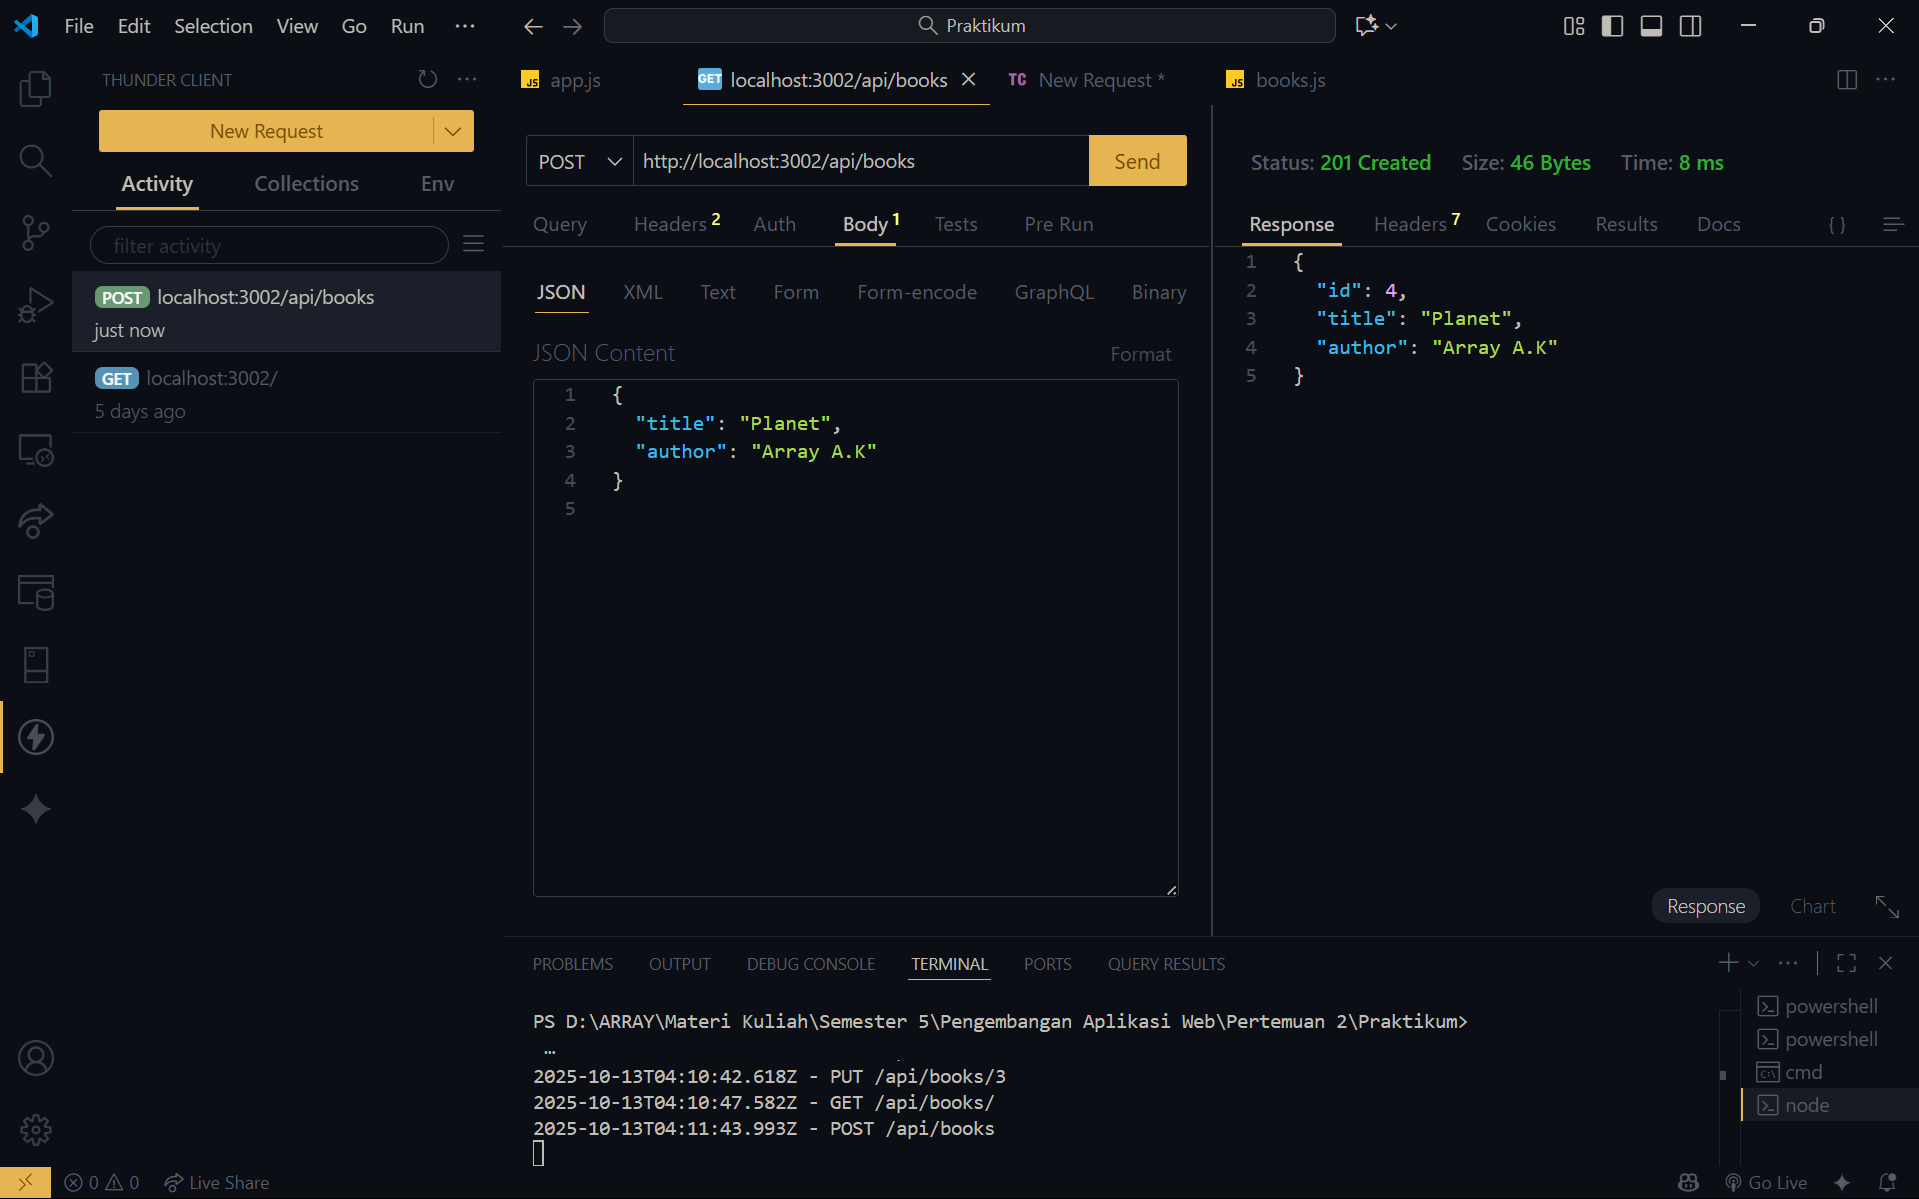 File Edit Selection View Go Run ...
Praktikum
THUNDER CLIENT
New Request
Activity Collections Env
filter activity
POST localhost:3002/api/books
just now
GET localhost:3002/
5 days ago
JS app.js
GET localhost:3002/api/books
TC New Request *
JS books.js
POST http://localhost:3002/api/books Send
Query Headers 2 Auth Body 1 Tests Pre Run
JSON XML Text Form Form-encode GraphQL Binary
JSON Content Format
1 {
2 "title": "Planet",
3 "author": "Array A.K"
4 }
5
Status: 201 Created Size: 46 Bytes Time: 8 ms
Response Headers 7 Cookies Results Docs { }
1 {
2 "id": 4,
3 "title": "Planet",
4 "author": "Array A.K"
5 }
Response Chart
PROBLEMS OUTPUT DEBUG CONSOLE TERMINAL PORTS QUERY RESULTS
PS D:\ARRAY\Materi Kuliah\Semester 5\Pengembangan Aplikasi Web\Pertemuan 2\Praktikum>
…
2025-10-13T04:10:42.618Z - PUT /api/books/3
2025-10-13T04:10:47.582Z - GET /api/books/
2025-10-13T04:11:43.993Z - POST /api/books
powershell
powershell
cmd
node
0 0 Live Share
Go Live